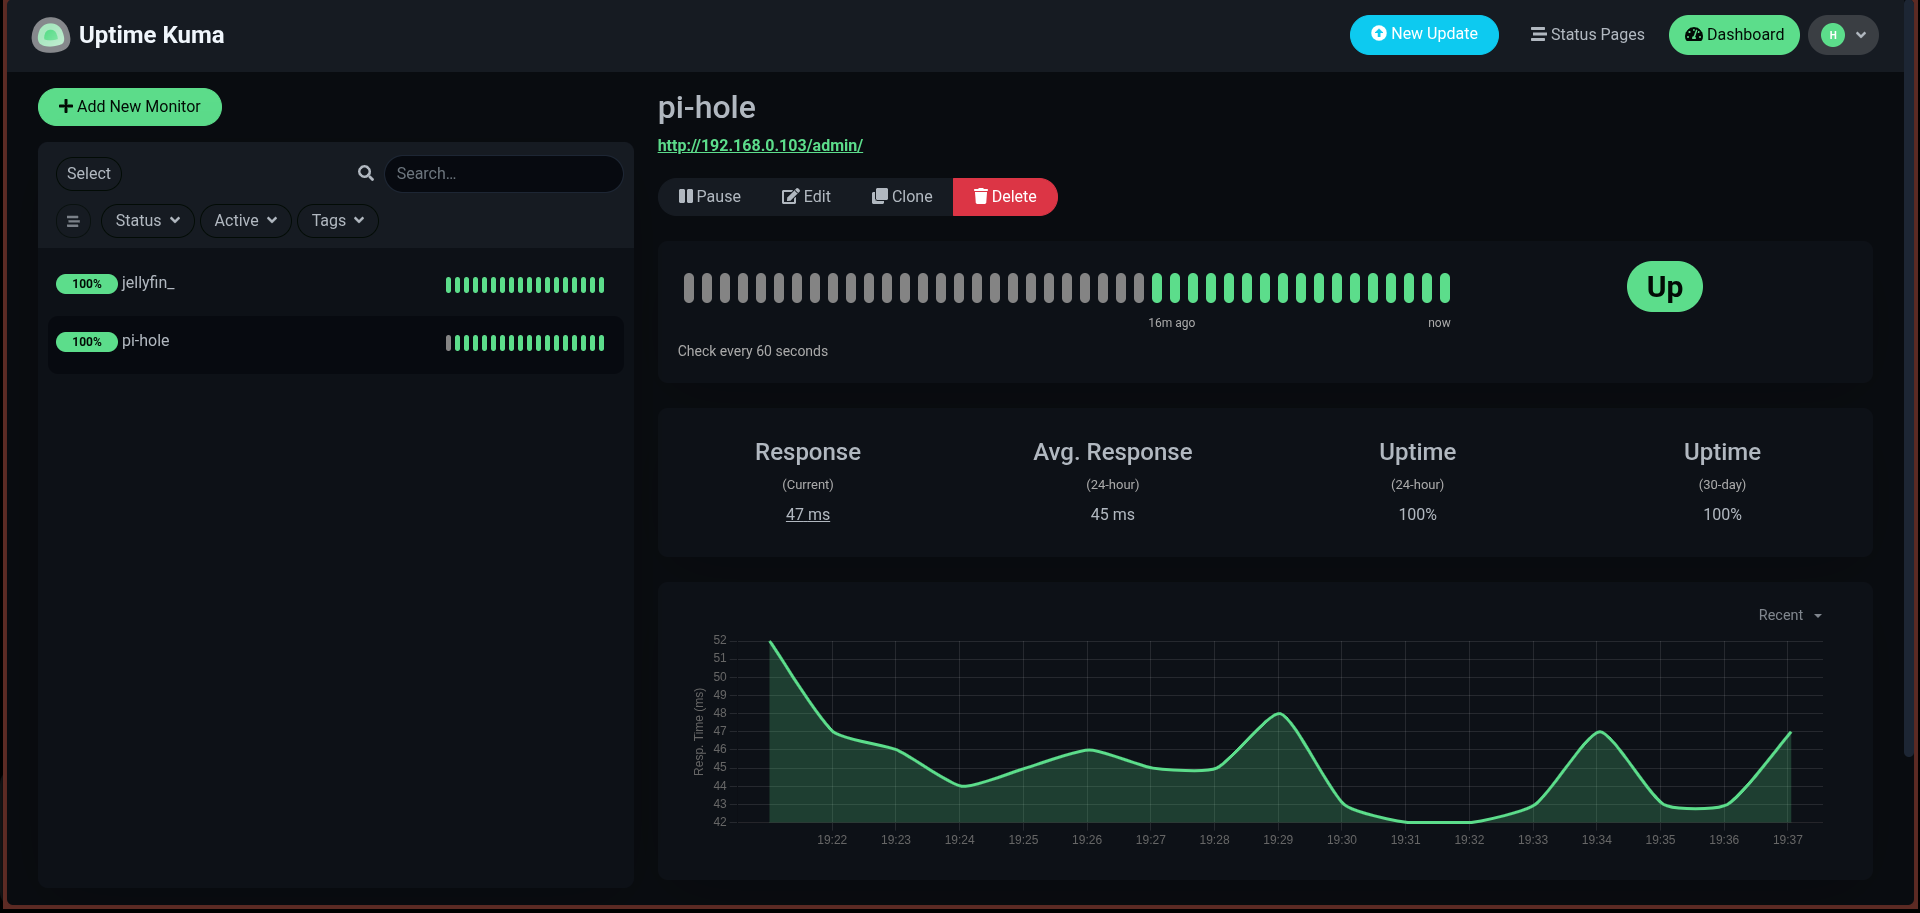 Uptime Kuma
New Update
Status Pages
Dashboard
H
Add New Monitor
Select
Search...
Status
Active
Tags
100% jellyfin_
100% pi-hole
pi-hole
http://192.168.0.103/admin/
Pause
Edit
Clone
Delete
Up
16m ago
now
Check every 60 seconds
Response
(Current)
47 ms
Avg. Response
(24-hour)
45 ms
Uptime
(24-hour)
100%
Uptime
(30-day)
100%
Recent
Resp. Time (ms)
52
51
50
49
48
47
46
45
44
43
42
19:22 19:23 19:24 19:25 19:26 19:27 19:28 19:29 19:30 19:31 19:32 19:33 19:34 19:35 19:36 19:37